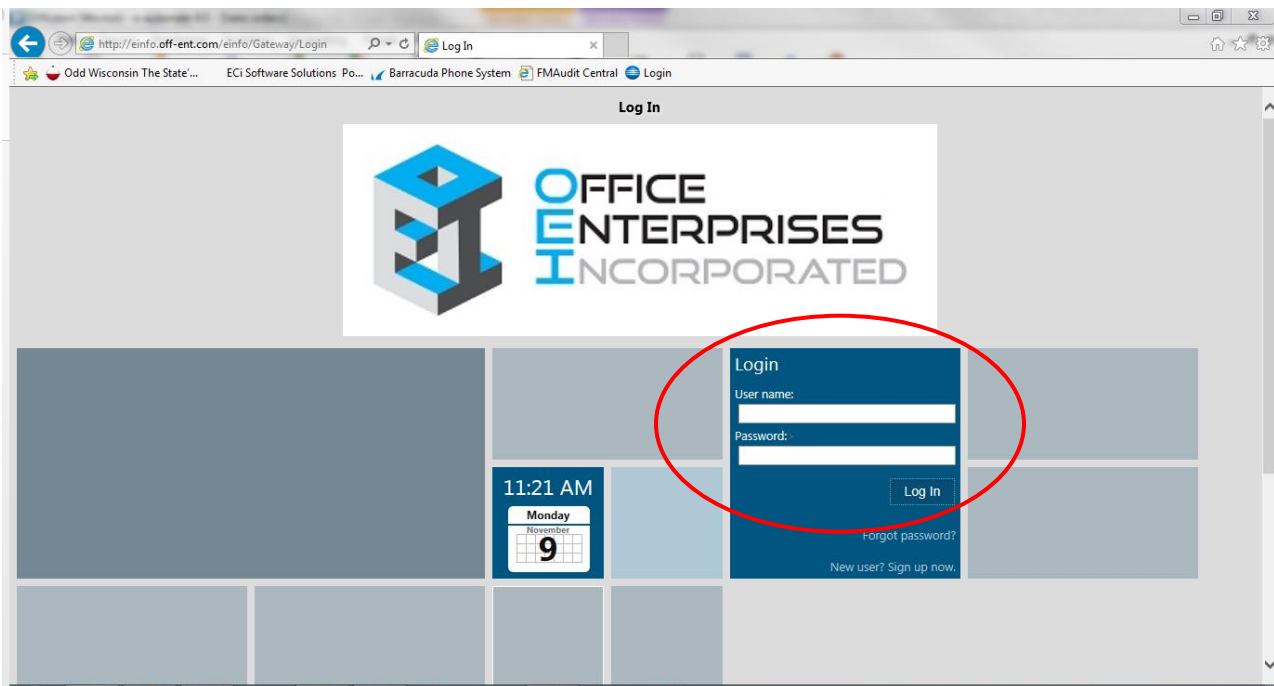 http://einfo.off-ent.com/einfo/Gateway/Login
Log In
Odd Wisconsin The State'...
ECi Software Solutions Po...
Barracuda Phone System
FMAudit Central
Login
Log In
OFFICE
ENTERPRISES
INCORPORATED
Login
User name:
Password:>
Log In
Forgot password?
New user? Sign up now.
11:21 AM
Monday
November
9